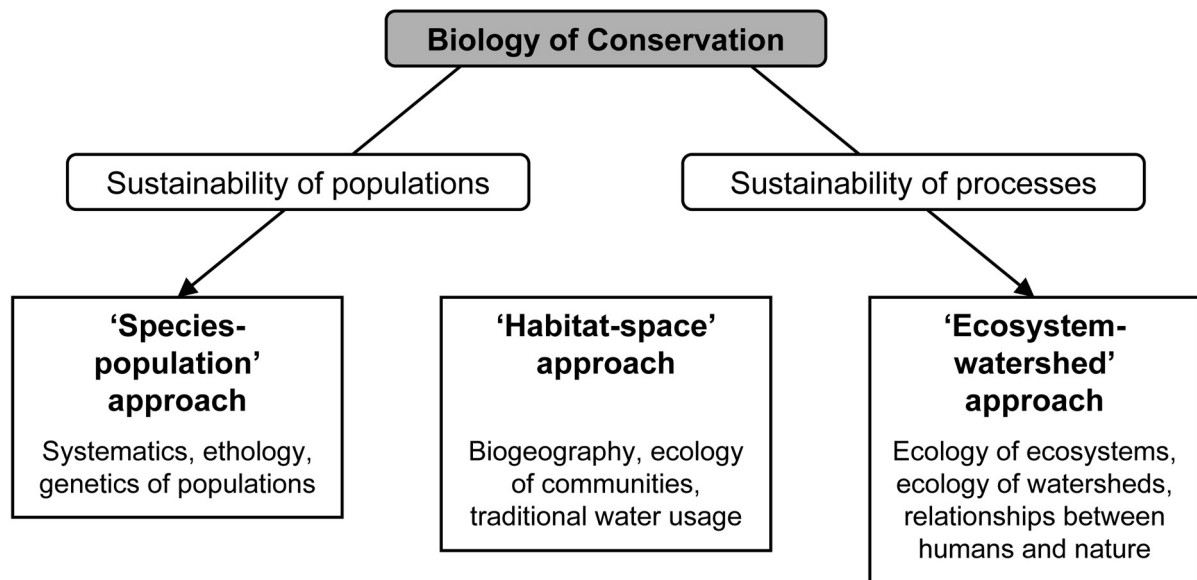 Biology of Conservation
Sustainability of populations
Sustainability of processes
‘Species-
population’
approach
Systematics, ethology,
genetics of populations
‘Habitat-space’
approach
Biogeography, ecology
of communities,
traditional water usage
‘Ecosystem-
watershed’
approach
Ecology of ecosystems,
ecology of watersheds,
relationships between
humans and nature